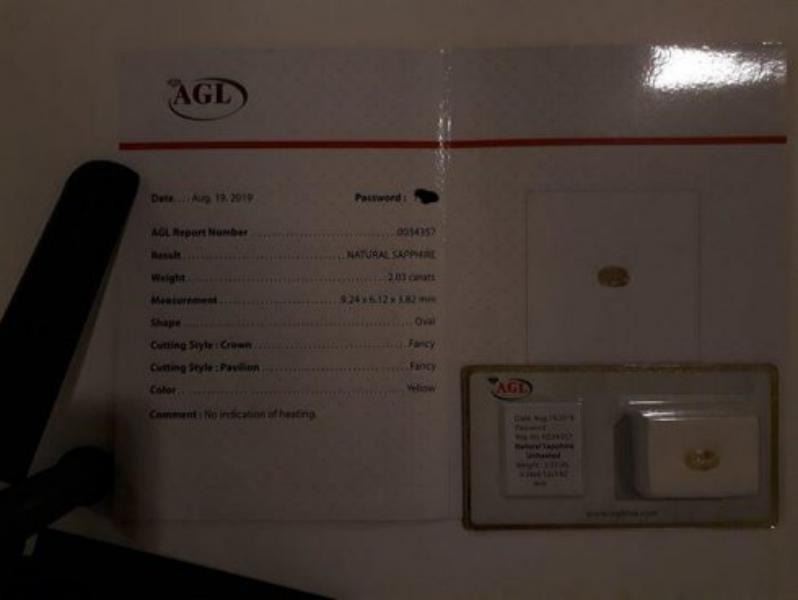 AGL
Date .... Aug, 19, 2019
Password :
AGL Report Number ........ 0034357
Result ........ NATURAL SAPPHIRE
Weight ........ 2.03 carats
Measurement ........ 9.24 x 6.12 x 3.82 mm
Shape ........ Oval
Cutting Style : Crown ........ Fancy
Cutting Style : Pavilion ........ Fancy
Color ........ Yellow
Comment : No indication of heating.
AGL
Natural Sapphire
Unheated
mm